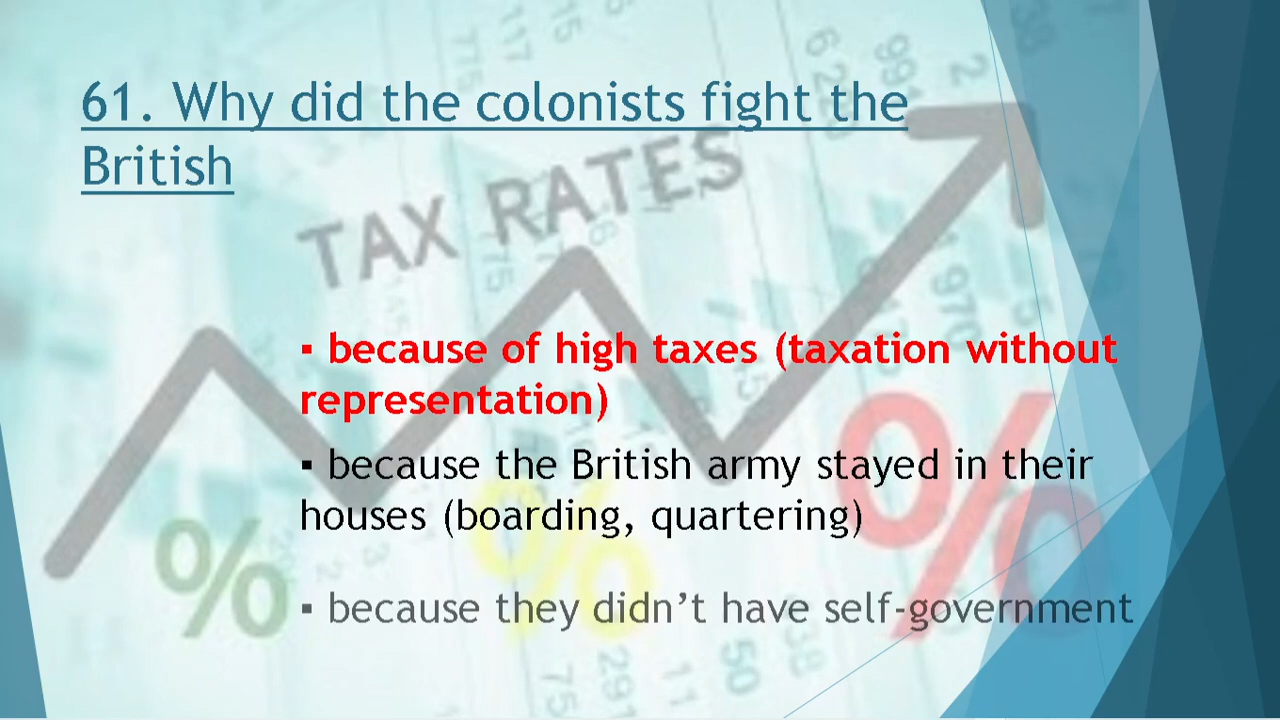 61. Why did the colonists fight the
British
TAX RATES
▪ because of high taxes (taxation without
representation)
▪ because the British army stayed in their
houses (boarding, quartering)
▪ because they didn’t have self-government
%
%
%